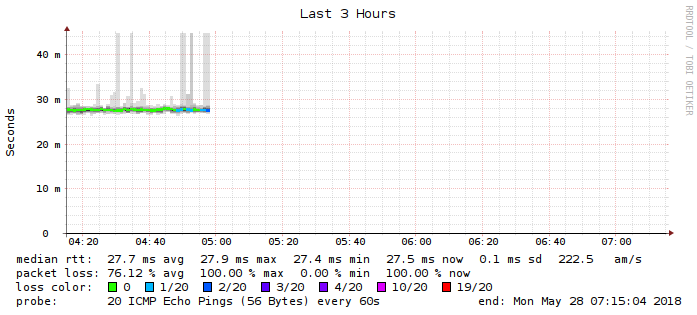 Last 3 Hours
RRDTOOL / TOBI OETIKER
Seconds
40 m
30 m
20 m
10 m
0
04:20 04:40 05:00 05:20 05:40 06:00 06:20 06:40 07:00
median rtt: 27.7 ms avg 27.9 ms max 27.4 ms min 27.5 ms now 0.1 ms sd 222.5 am/s
packet loss: 76.12 % avg 100.00 % max 0.00 % min 100.00 % now
loss color: 0 1/20 2/20 3/20 4/20 10/20 19/20
probe: 20 ICMP Echo Pings (56 Bytes) every 60s end: Mon May 28 07:15:04 2018